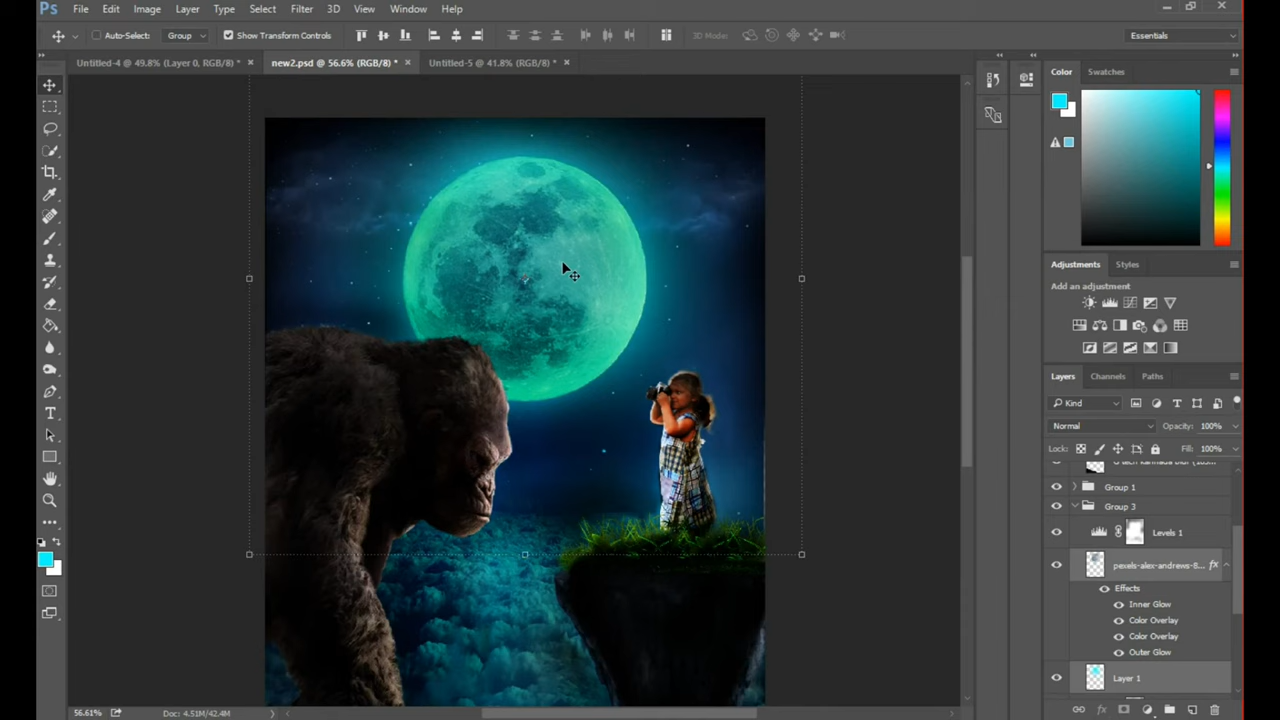 Ps File Edit Image Layer Type Select Filter 3D View Window Help
Auto-Select: Group Show Transform Controls 3D Mode: Essentials
Untitled-4 @ 49.8% (Layer 0, RGB/8) * × new2.psd @ 56.6% (RGB/8) * × Untitled-5 @ 41.8% (RGB/8) * ×
Color Swatches
Adjustments Styles
Add an adjustment
Layers Channels Paths
Kind
Normal Opacity: 100%
Lock: Fill: 100%
Group 1
Group 3
Levels 1
pexels-alex-andrews-8... fx
Effects
Inner Glow
Color Overlay
Color Overlay
Outer Glow
Layer 1
56.61% Doc: 4.51M/42.4M